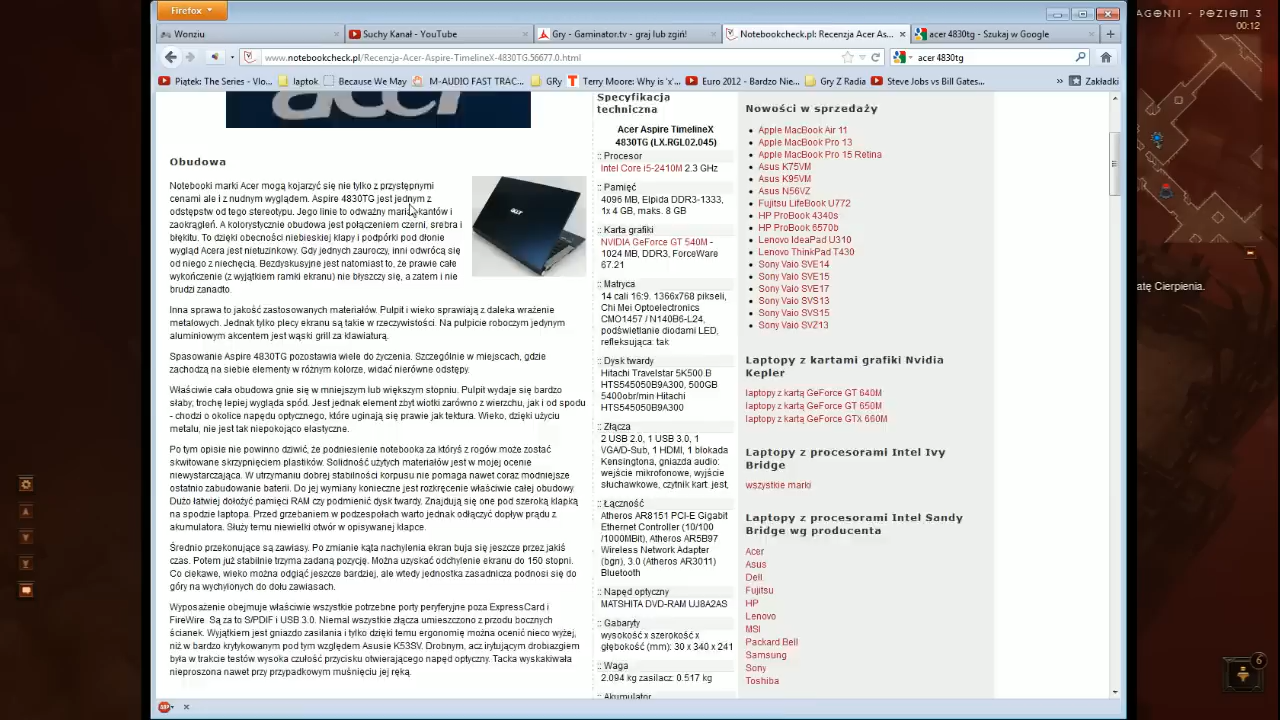 Firefox
AGONII - POZIOM 3
00:12
Wonziu
Suchy Kanał - YouTube
Gry - Gaminator.tv - graj lub zgiń!
Notebookcheck.pl: Recenzja Acer As...
acer 4830tg - Szukaj w Google
www.notebookcheck.pl/Recenzja-Acer-Aspire-TimelineX-4830TG.56677.0.html
acer 4830tg
Piątek: The Series - Vlo...
laptok
Because We May
M-AUDIO FAST TRAC...
GRy
Terry Moore: Why is 'x'...
Euro 2012 - Bardzo Nie...
Gry Z Radia
Steve Jobs vs Bill Gates...
Zakładki
acer
Obudowa
Notebooki marki Acer mogą kojarzyć się nie tylko z przystępnymi
cenami ale i z nudnym wyglądem. Aspire 4830TG jest jednym z
odstępstw od tego stereotypu. Jego linie to odważny mariaż kantów i
zaokrągleń. A kolorystycznie obudowa jest połączeniem czerni, srebra i
błękitu. To dzięki obecności niebieskiej klapy i podpórki pod dłonie
wygląd Acera jest nietuzinkowy. Gdy jednych zauroczy, inni odwrócą się
od niego z niechęcią. Bezdyskusyjne jest natomiast to, że prawie całe
wykończenie (z wyjątkiem ramki ekranu) nie błyszczy się, a zatem i nie
brudzi zanadto.
Inna sprawa to jakość zastosowanych materiałów. Pulpit i wieko sprawiają z daleka wrażenie
metalowych. Jednak tylko plecy ekranu są takie w rzeczywistości. Na pulpicie roboczym jedynym
aluminiowym akcentem jest wąski grill za klawiaturą.
Spasowanie Aspire 4830TG pozostawia wiele do życzenia. Szczególnie w miejscach, gdzie
zachodzą na siebie elementy w różnym kolorze, widać nierówne odstępy.
Właściwie cała obudowa gnie się w mniejszym lub większym stopniu. Pulpit wydaje się bardzo
słaby; trochę lepiej wygląda spód. Jest jednak element zbyt wiotki zarówno z wierzchu, jak i od spodu
- chodzi o okolice napędu optycznego, które uginają się prawie jak tektura. Wieko, dzięki użyciu
metalu, nie jest tak niepokojąco elastyczne.
Po tym opisie nie powinno dziwić, że podniesienie notebooka za któryś z rogów może zostać
skwitowane skrzypięciem plastików. Solidność użytych materiałów jest w mojej ocenie
niewystarczająca. W utrzymaniu dobrej stabilności korpusu nie pomaga nawet coraz modniejsze
ostatnio zabudowanie baterii. Do jej wymiany konieczne jest rozkręcenie właściwie całej obudowy.
Dużo łatwiej dołożyć pamięci RAM czy podmienić dysk twardy. Znajdują się one pod szeroką klapką
na spodzie laptopa. Przed grzebaniem w podzespołach warto jednak odłączyć dopływ prądu z
akumulatora. Służy temu niewielki otwór w opisywanej klapce.
Średnio przekonujące są zawiasy. Po zmianie kąta nachylenia ekran buja się jeszcze przez jakiś
czas. Potem już stabilnie trzyma zadaną pozycję. Można uzyskać odchylenie ekranu do 150 stopni.
Co ciekawe, wieko można odgiąć jeszcze bardziej, ale wtedy jednostka zasadnicza podnosi się do
góry na wychylonych do dołu zawiasach.
Wyposażenie obejmuje właściwie wszystkie potrzebne porty peryferyjne poza ExpressCard i
FireWire. Są za to S/PDIF i USB 3.0. Niemal wszystkie złącza umieszczono z przodu bocznych
ścianek. Wyjątkiem jest gniazdo zasilania i tylko dzięki temu ergonomię można ocenić nieco wyżej,
niż w bardzo krytykowanym pod tym względem Asusie K53SV. Drobnym, acz irytującym drobiazgiem
była w trakcie testów wysoka czułość przycisku otwierającego napęd optyczny. Tacka wyskakiwała
nieproszona nawet przy przypadkowym muśnięciu jej ręką.
Specyfikacja
techniczna
Acer Aspire TimelineX
4830TG (LX.RGL02.045)
:: Procesor
Intel Core i5-2410M 2.3 GHz
:: Pamięć
4096 MB, Elpida DDR3-1333,
1x 4 GB, maks. 8 GB
:: Karta grafiki
NVIDIA GeForce GT 540M -
1024 MB, DDR3, ForceWare
67.21
:: Matryca
14 cali 16:9, 1366x768 pikseli,
Chi Mei Optoelectronics
CMO1457 / N140B6-L24,
podświetlanie diodami LED,
refleksująca: tak
:: Dysk twardy
Hitachi Travelstar 5K500 B
HTS545050B9A300, 500GB
5400obr/min Hitachi
HTS545050B9A300
:: Złącza
2 USB 2.0, 1 USB 3.0, 1
VGA/D-Sub, 1 HDMI, 1 blokada
Kensingtona, gniazda audio:
wejście mikrofonowe, wyjście
słuchawkowe, czytnik kart: jest,
:: Łączność
Atheros AR8151 PCI-E Gigabit
Ethernet Controller (10/100
/1000MBit), Atheros AR5B97
Wireless Network Adapter
(bgn), 3.0 (Atheros AR3011)
Bluetooth
:: Napęd optyczny
MATSHITA DVD-RAM UJ8A2AS
:: Gabaryty
wysokość x szerokość x
głębokość (mm): 30 x 340 x 241
:: Waga
2.094 kg zasilacz: 0.517 kg
:: Akumulator
Nowości w sprzedaży
Apple MacBook Air 11
Apple MacBook Pro 13
Apple MacBook Pro 15 Retina
Asus K75VM
Asus K95VM
Asus N56VZ
Fujitsu LifeBook U772
HP ProBook 4340s
HP ProBook 6570b
Lenovo IdeaPad U310
Lenovo ThinkPad T430
Sony Vaio SVE14
Sony Vaio SVE15
Sony Vaio SVE17
Sony Vaio SVS13
Sony Vaio SVS15
Sony Vaio SVZ13
Laptopy z kartami grafiki Nvidia
Kepler
laptopy z kartą GeForce GT 640M
laptopy z kartą GeForce GT 650M
laptopy z kartą GeForce GTX 660M
Laptopy z procesorami Intel Ivy
Bridge
wszystkie marki
Laptopy z procesorami Intel Sandy
Bridge wg producenta
Acer
Asus
Dell
Fujitsu
HP
Lenovo
MSI
Packard Bell
Samsung
Sony
Toshiba
atę Cierpienia.
6